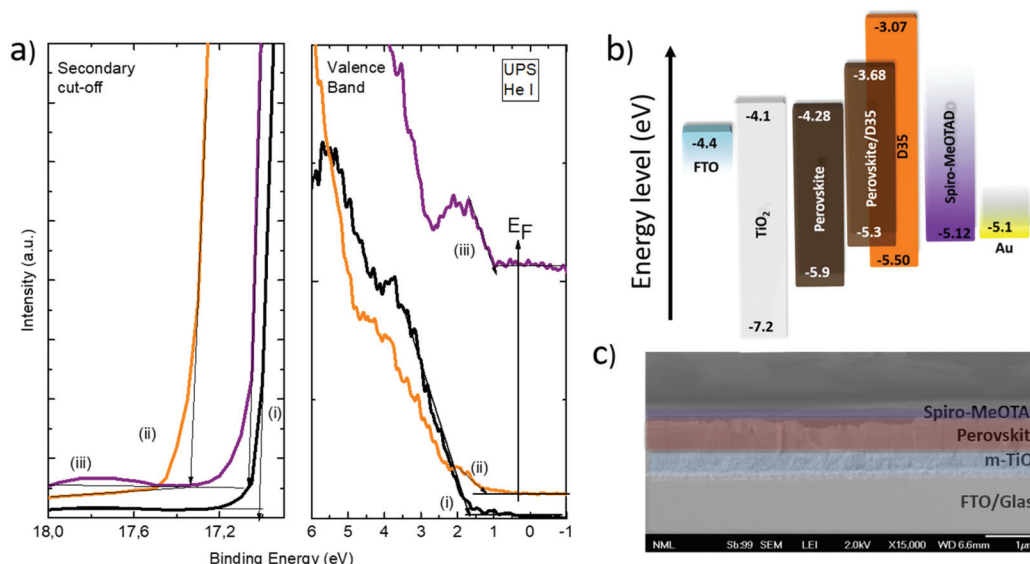 a)
Secondary
cut-off
Valence
Band
UPS
He I
E_F
(iii)
(ii)
(i)
(iii)
(ii)
(i)
Intensity (a.u.)
18,0
17,6
17,2
6
5
4
3
2
1
0
-1
Binding Energy (eV)
b)
Energy level (eV)
-4.4
FTO
-4.1
TiO₂
-7.2
-4.28
Perovskite
-5.9
-3.68
Perovskite/D35
-5.3
-3.07
D35
-5.50
Spiro-MeOTAD
-5.12
-5.1
Au
c)
Spiro-MeOTA
Perovskit
m-TiO
FTO/Glas
NML Sb:99 SEM LEI 2.0kV X15,000 WD 6.6mm 1µm